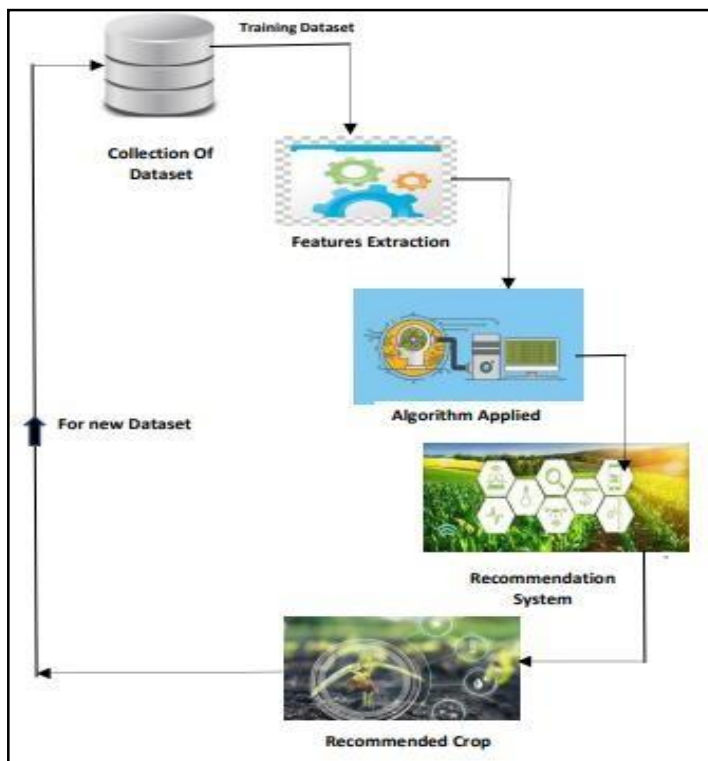 Training Dataset
Collection Of
Dataset
Features Extraction
Algorithm Applied
For new Dataset
Recommendation
System
Recommended Crop